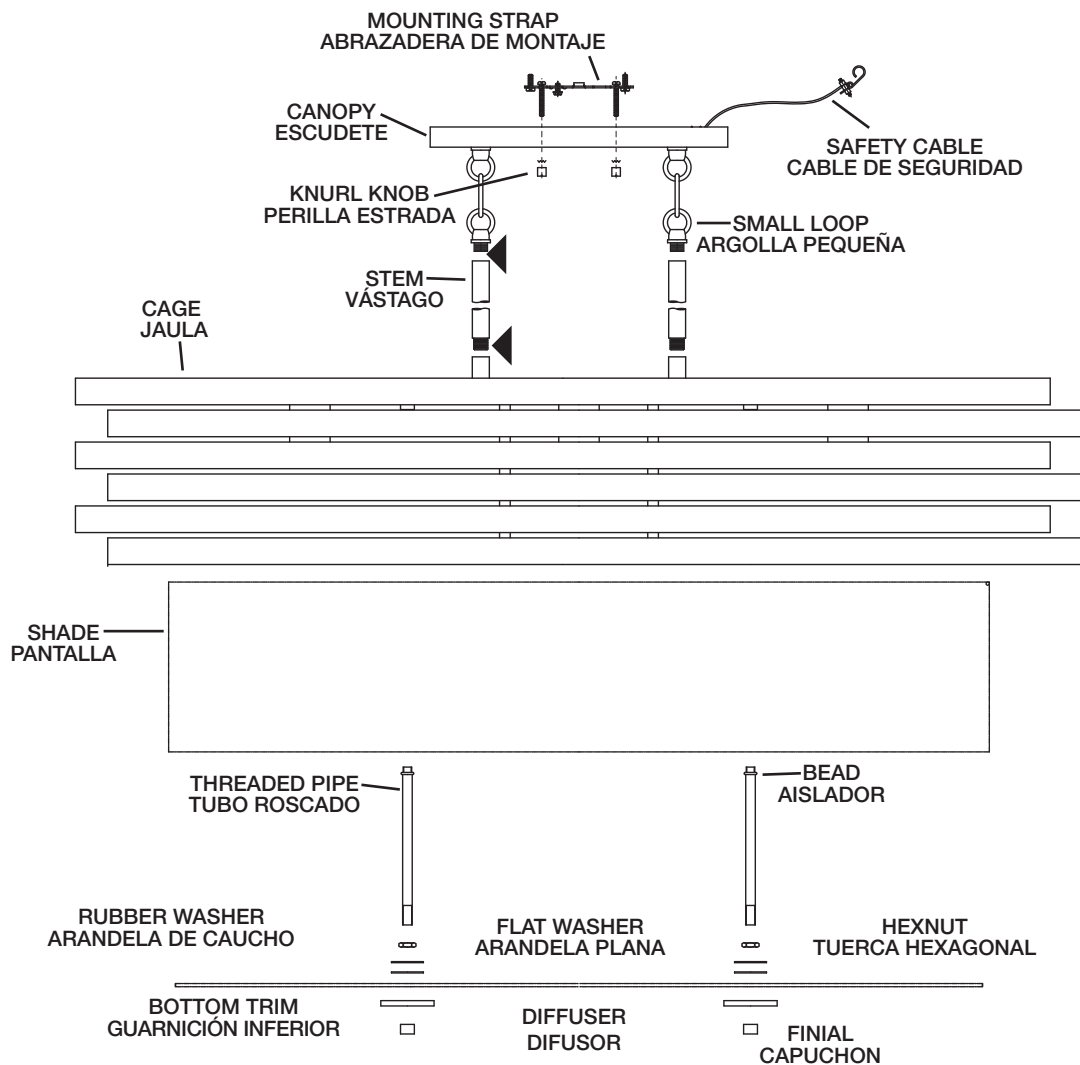 MOUNTING STRAP
ABRAZADERA DE MONTAJE
CANOPY
ESCUDETE
SAFETY CABLE
CABLE DE SEGURIDAD
KNURL KNOB
PERILLA ESTRADA
SMALL LOOP
ARGOLLA PEQUEÑA
STEM
VÁSTAGO
CAGE
JAULA
SHADE
PANTALLA
THREADED PIPE
TUBO ROSCADO
BEAD
AISLADOR
RUBBER WASHER
ARANDELA DE CAUCHO
FLAT WASHER
ARANDELA PLANA
HEXNUT
TUERCA HEXAGONAL
BOTTOM TRIM
GUARNICIÓN INFERIOR
DIFFUSER
DIFUSOR
FINIAL
CAPUCHON